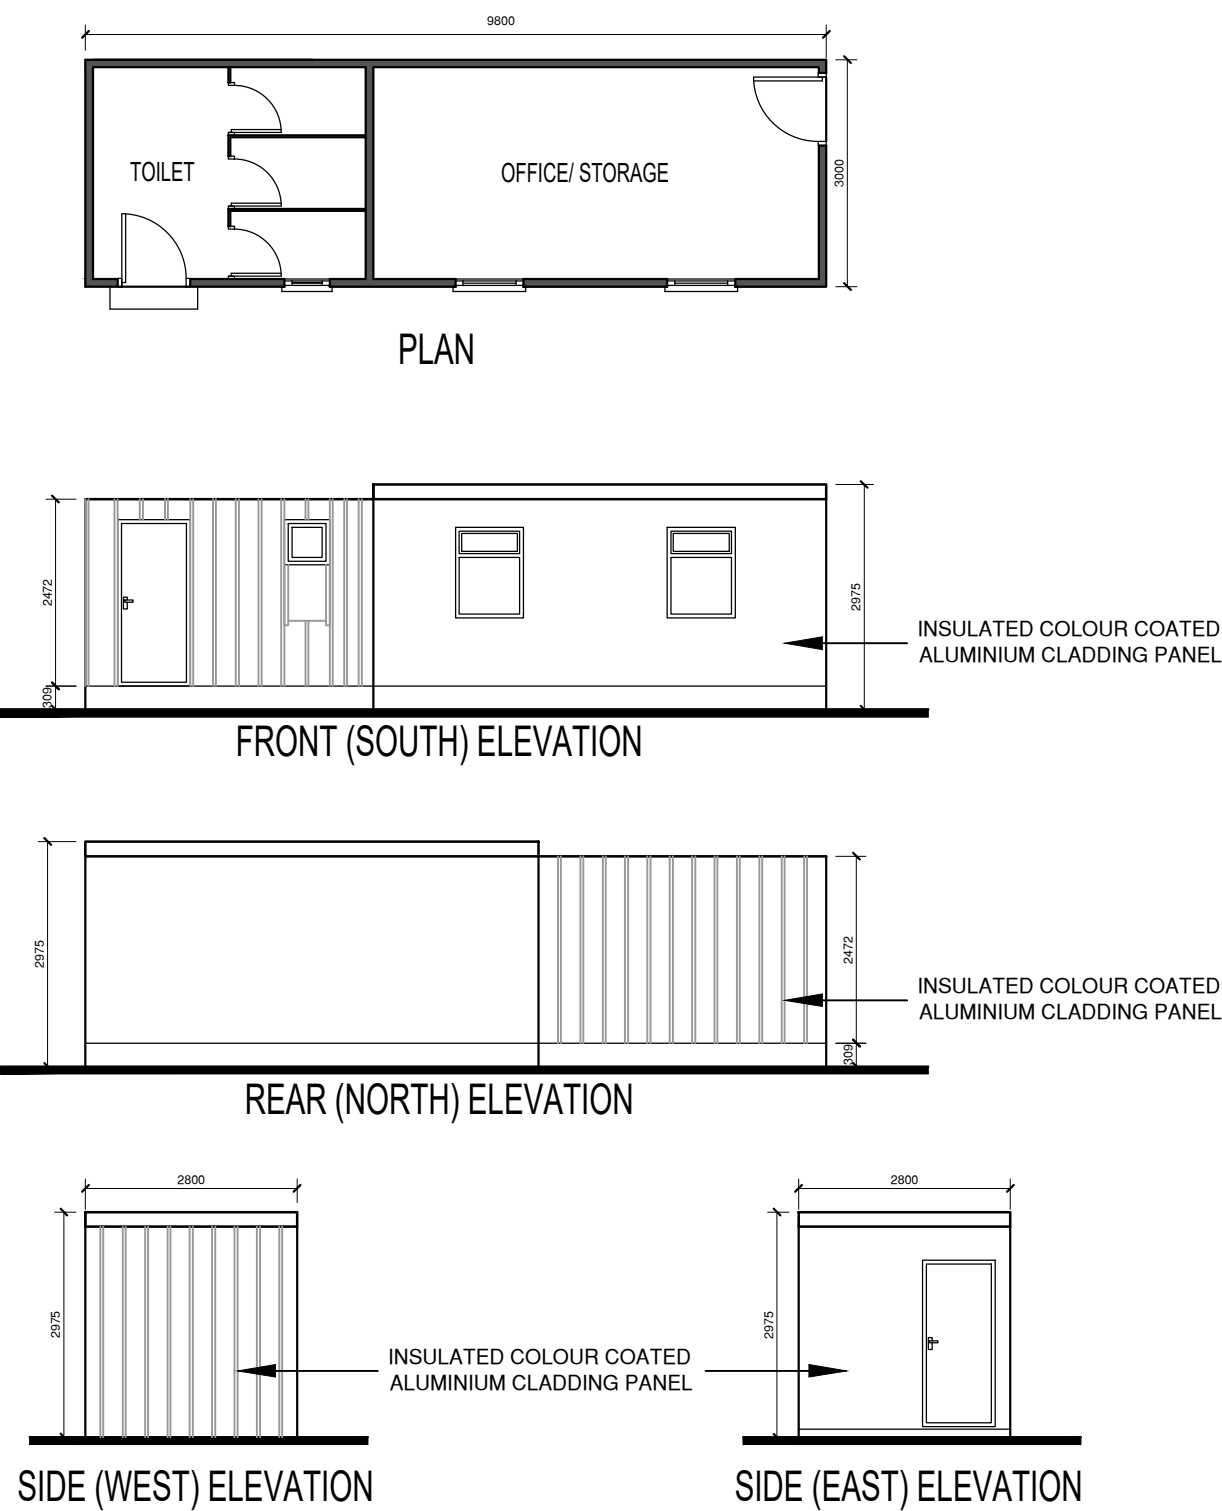 9800
TOILET
OFFICE/ STORAGE
3000
PLAN
2472
309
2975
INSULATED COLOUR COATED
ALUMINIUM CLADDING PANEL
FRONT (SOUTH) ELEVATION
2975
2472
309
INSULATED COLOUR COATED
ALUMINIUM CLADDING PANEL
REAR (NORTH) ELEVATION
2800
2800
2975
2975
INSULATED COLOUR COATED
ALUMINIUM CLADDING PANEL
SIDE (WEST) ELEVATION
SIDE (EAST) ELEVATION